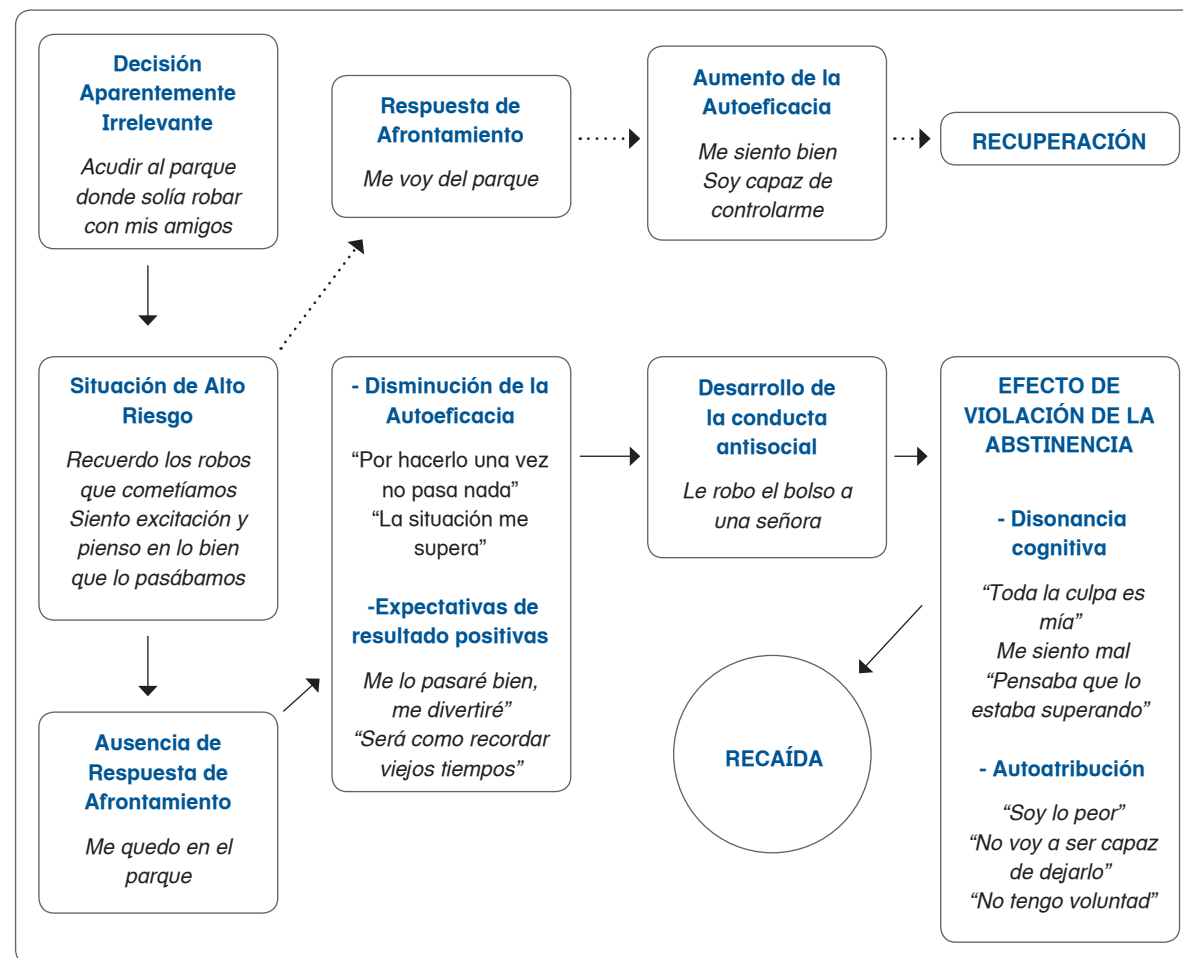 Decisión
Aparentemente
Irrelevante
Acudir al parque
donde solía robar
con mis amigos
Respuesta de
Afrontamiento
Me voy del parque
Aumento de la
Autoeficacia
Me siento bien
Soy capaz de
controlarme
RECUPERACIÓN
Situación de Alto
Riesgo
Recuerdo los robos
que cometíamos
Siento excitación y
pienso en lo bien
que lo pasábamos
Ausencia de
Respuesta de
Afrontamiento
Me quedo en el
parque
- Disminución de la
Autoeficacia
“Por hacerlo una vez
no pasa nada”
“La situación me
supera”
-Expectativas de
resultado positivas
Me lo pasaré bien,
me divertiré”
“Será como recordar
viejos tiempos”
Desarrollo de
la conducta
antisocial
Le robo el bolso a
una señora
EFECTO DE
VIOLACIÓN DE LA
ABSTINENCIA
- Disonancia
cognitiva
“Toda la culpa es
mía”
Me siento mal
“Pensaba que lo
estaba superando”
- Autoatribución
“Soy lo peor”
“No voy a ser capaz
de dejarlo”
“No tengo voluntad”
RECAÍDA